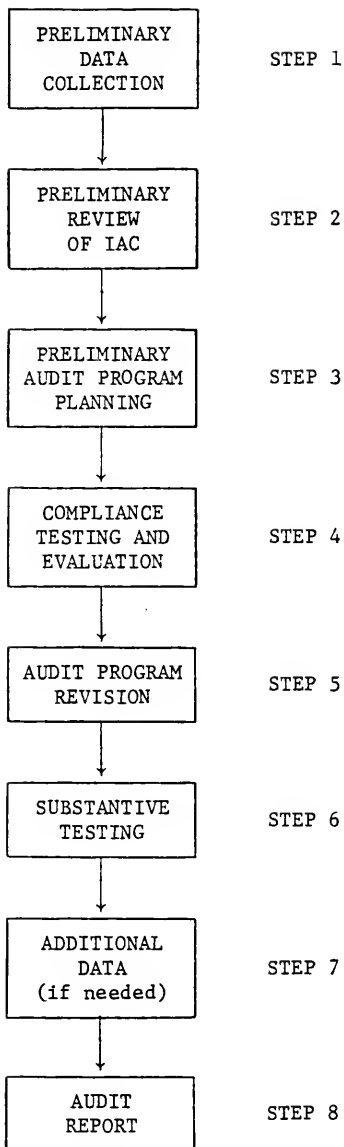 PRELIMINARY
DATA
COLLECTION
STEP 1
PRELIMINARY
REVIEW
OF IAC
STEP 2
PRELIMINARY
AUDIT PROGRAM
PLANNING
STEP 3
COMPLIANCE
TESTING AND
EVALUATION
STEP 4
AUDIT PROGRAM
REVISION
STEP 5
SUBSTANTIVE
TESTING
STEP 6
ADDITIONAL
DATA
(if needed)
STEP 7
AUDIT
REPORT
STEP 8